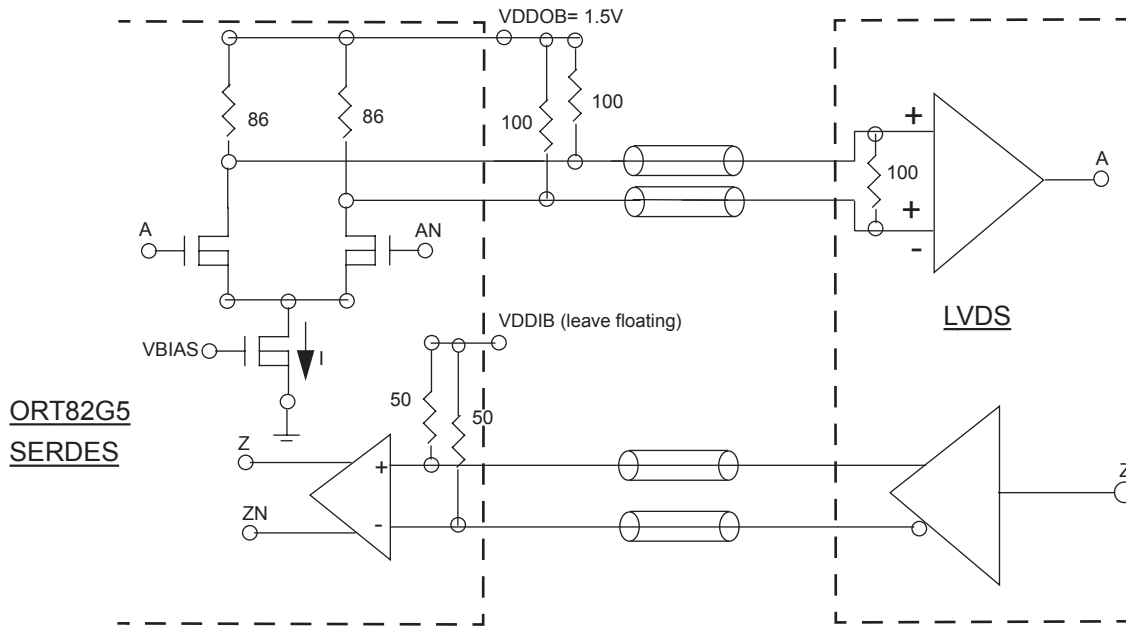 VDDOB= 1.5V
86
86
100
100
+
100
+
-
A
A
AN
LVDS
VBIAS
I
VDDIB (leave floating)
50
50
ORT82G5
SERDES
Z
+
ZN
-
Z